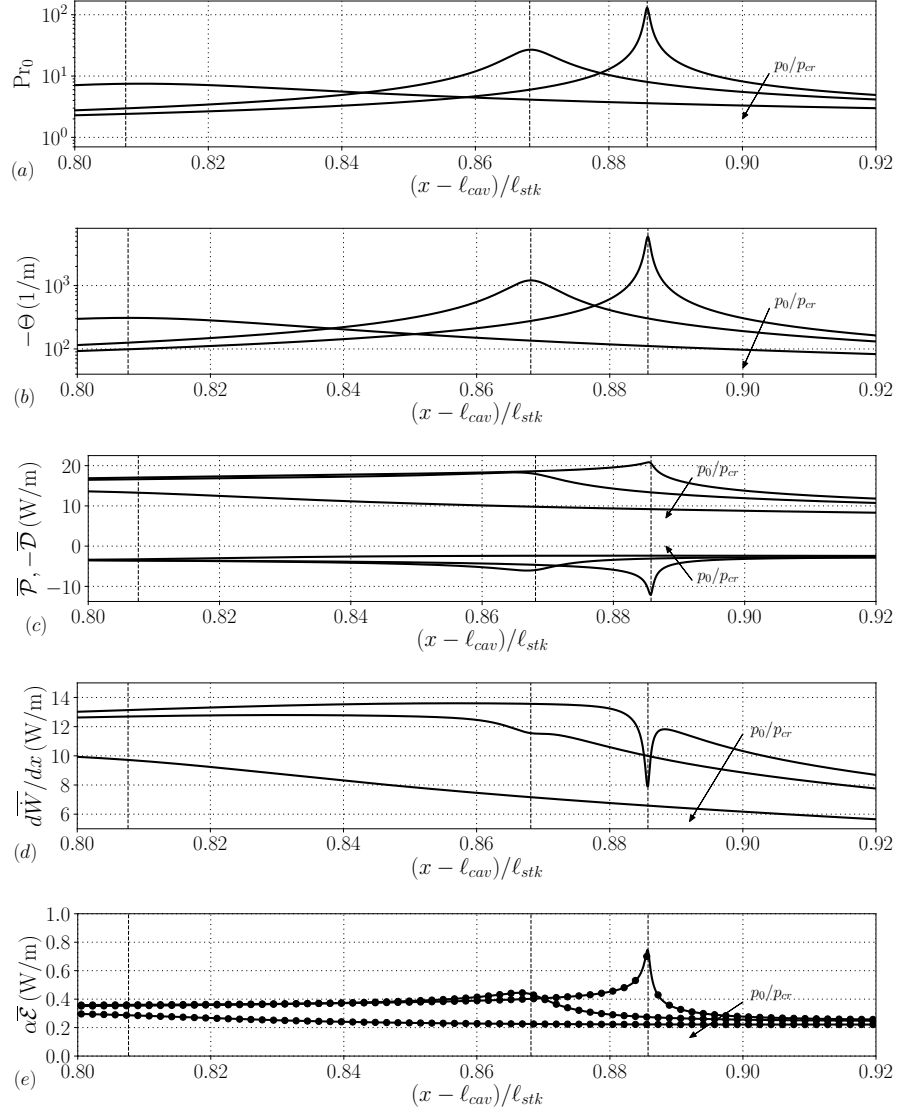 10²
10¹
10⁰
Pr₀
p₀/p_cr
0.80 0.82 0.84 0.86 0.88 0.90 0.92
(a)
(x − ℓ_cav)/ℓ_stk
10³
10²
−Θ (1/m)
p₀/p_cr
0.80 0.82 0.84 0.86 0.88 0.90 0.92
(b)
(x − ℓ_cav)/ℓ_stk
20
10
0
−10
𝒫̅, −𝒟̅ (W/m)
p₀/p_cr
p₀/p_cr
0.80 0.82 0.84 0.86 0.88 0.90 0.92
(c)
(x − ℓ_cav)/ℓ_stk
14
12
10
8
6
dẆ̅/dx (W/m)
p₀/p_cr
0.80 0.82 0.84 0.86 0.88 0.90 0.92
(d)
(x − ℓ_cav)/ℓ_stk
1.0
0.8
0.6
0.4
0.2
0.0
αℰ̅ (W/m)
p₀/p_cr
0.80 0.82 0.84 0.86 0.88 0.90 0.92
(e)
(x − ℓ_cav)/ℓ_stk